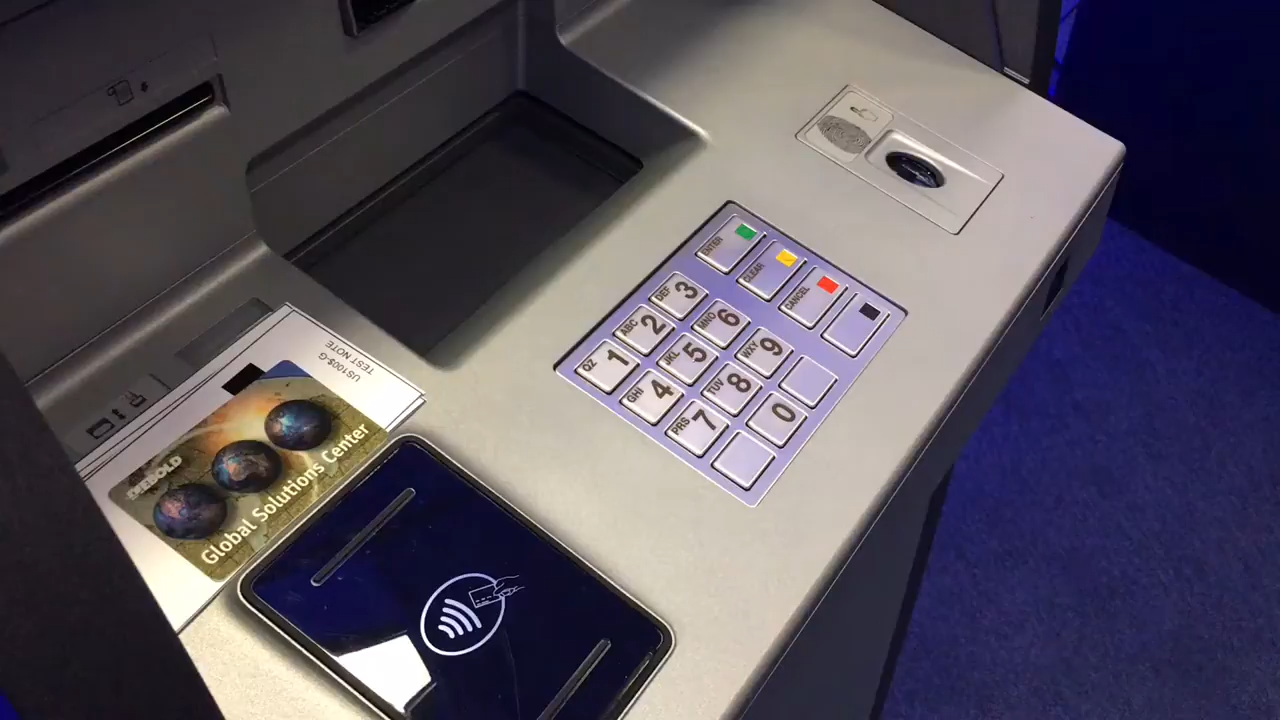 US100$-G
TEST NOTE
DIEBOLD
Global Solutions Center
QZ 1
ABC 2
DEF 3
ENTER
GHI 4
JKL 5
MNO 6
CLEAR
PRS 7
TUV 8
WXY 9
CANCEL
0